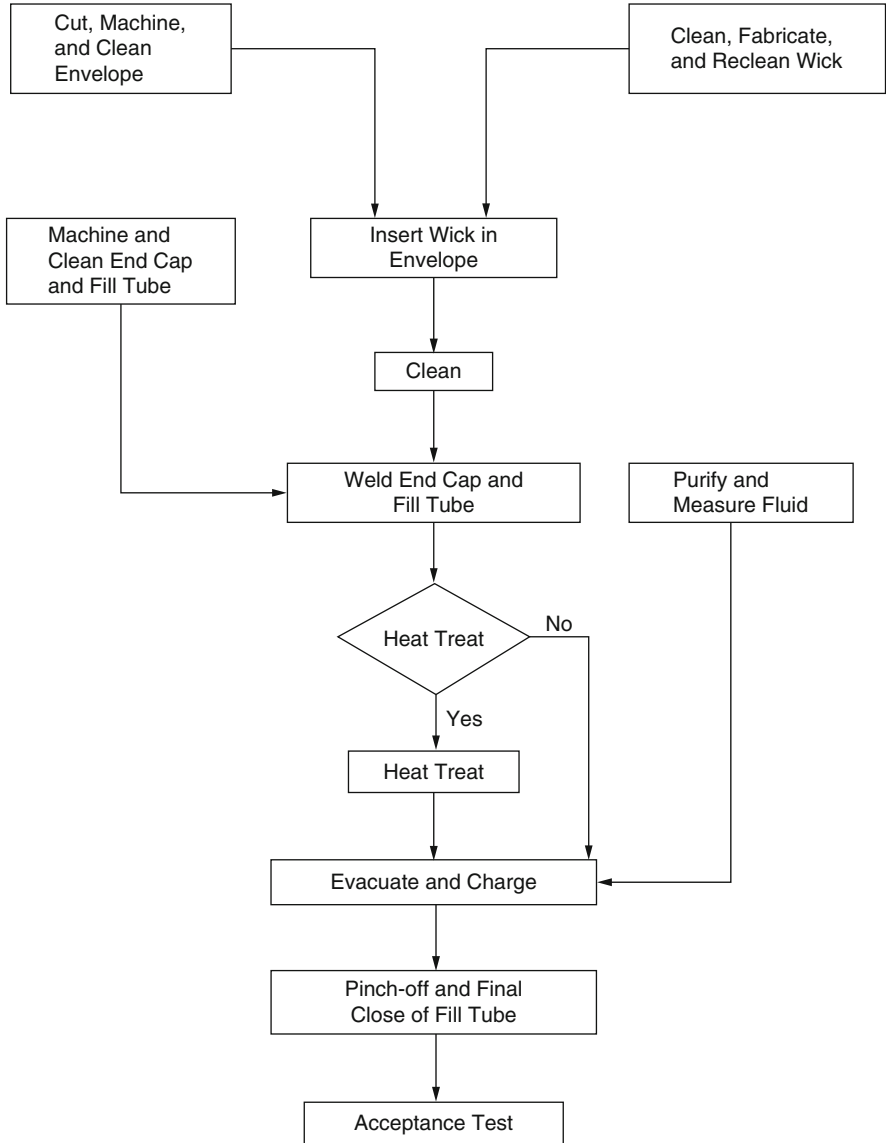 Cut, Machine,
and Clean
Envelope
Clean, Fabricate,
and Reclean Wick
Machine and
Clean End Cap
and Fill Tube
Insert Wick in
Envelope
Clean
Weld End Cap and
Fill Tube
Purify and
Measure Fluid
Heat Treat
No
Yes
Heat Treat
Evacuate and Charge
Pinch-off and Final
Close of Fill Tube
Acceptance Test